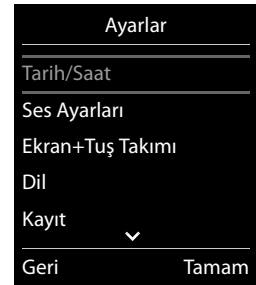 Ayarlar
Tarih/Saat
Ses Ayarları
Ekran+Tuş Takımı
Dil
Kayıt
Geri Tamam